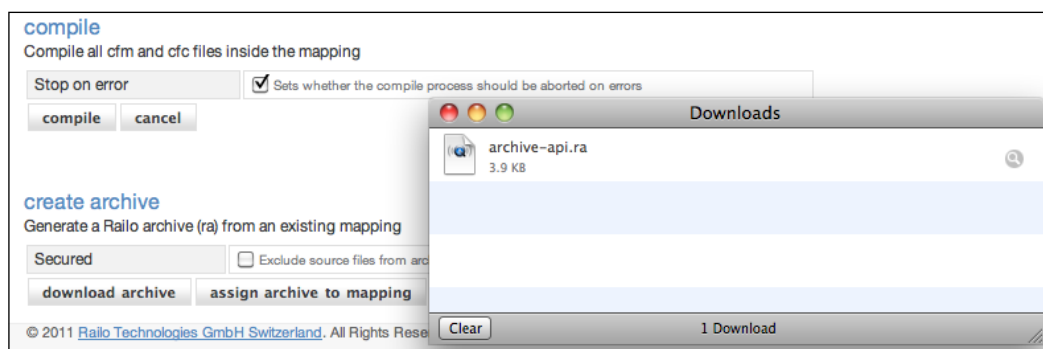 compile
Compile all cfm and cfc files inside the mapping
Stop on error
Sets whether the compile process should be aborted on errors
compile cancel
create archive
Generate a Railo archive (ra) from an existing mapping
Secured
Exclude source files from arc
download archive assign archive to mapping
© 2011 Railo Technologies GmbH Switzerland. All Rights Rese
Downloads
archive-api.ra
3.9 KB
Clear
1 Download